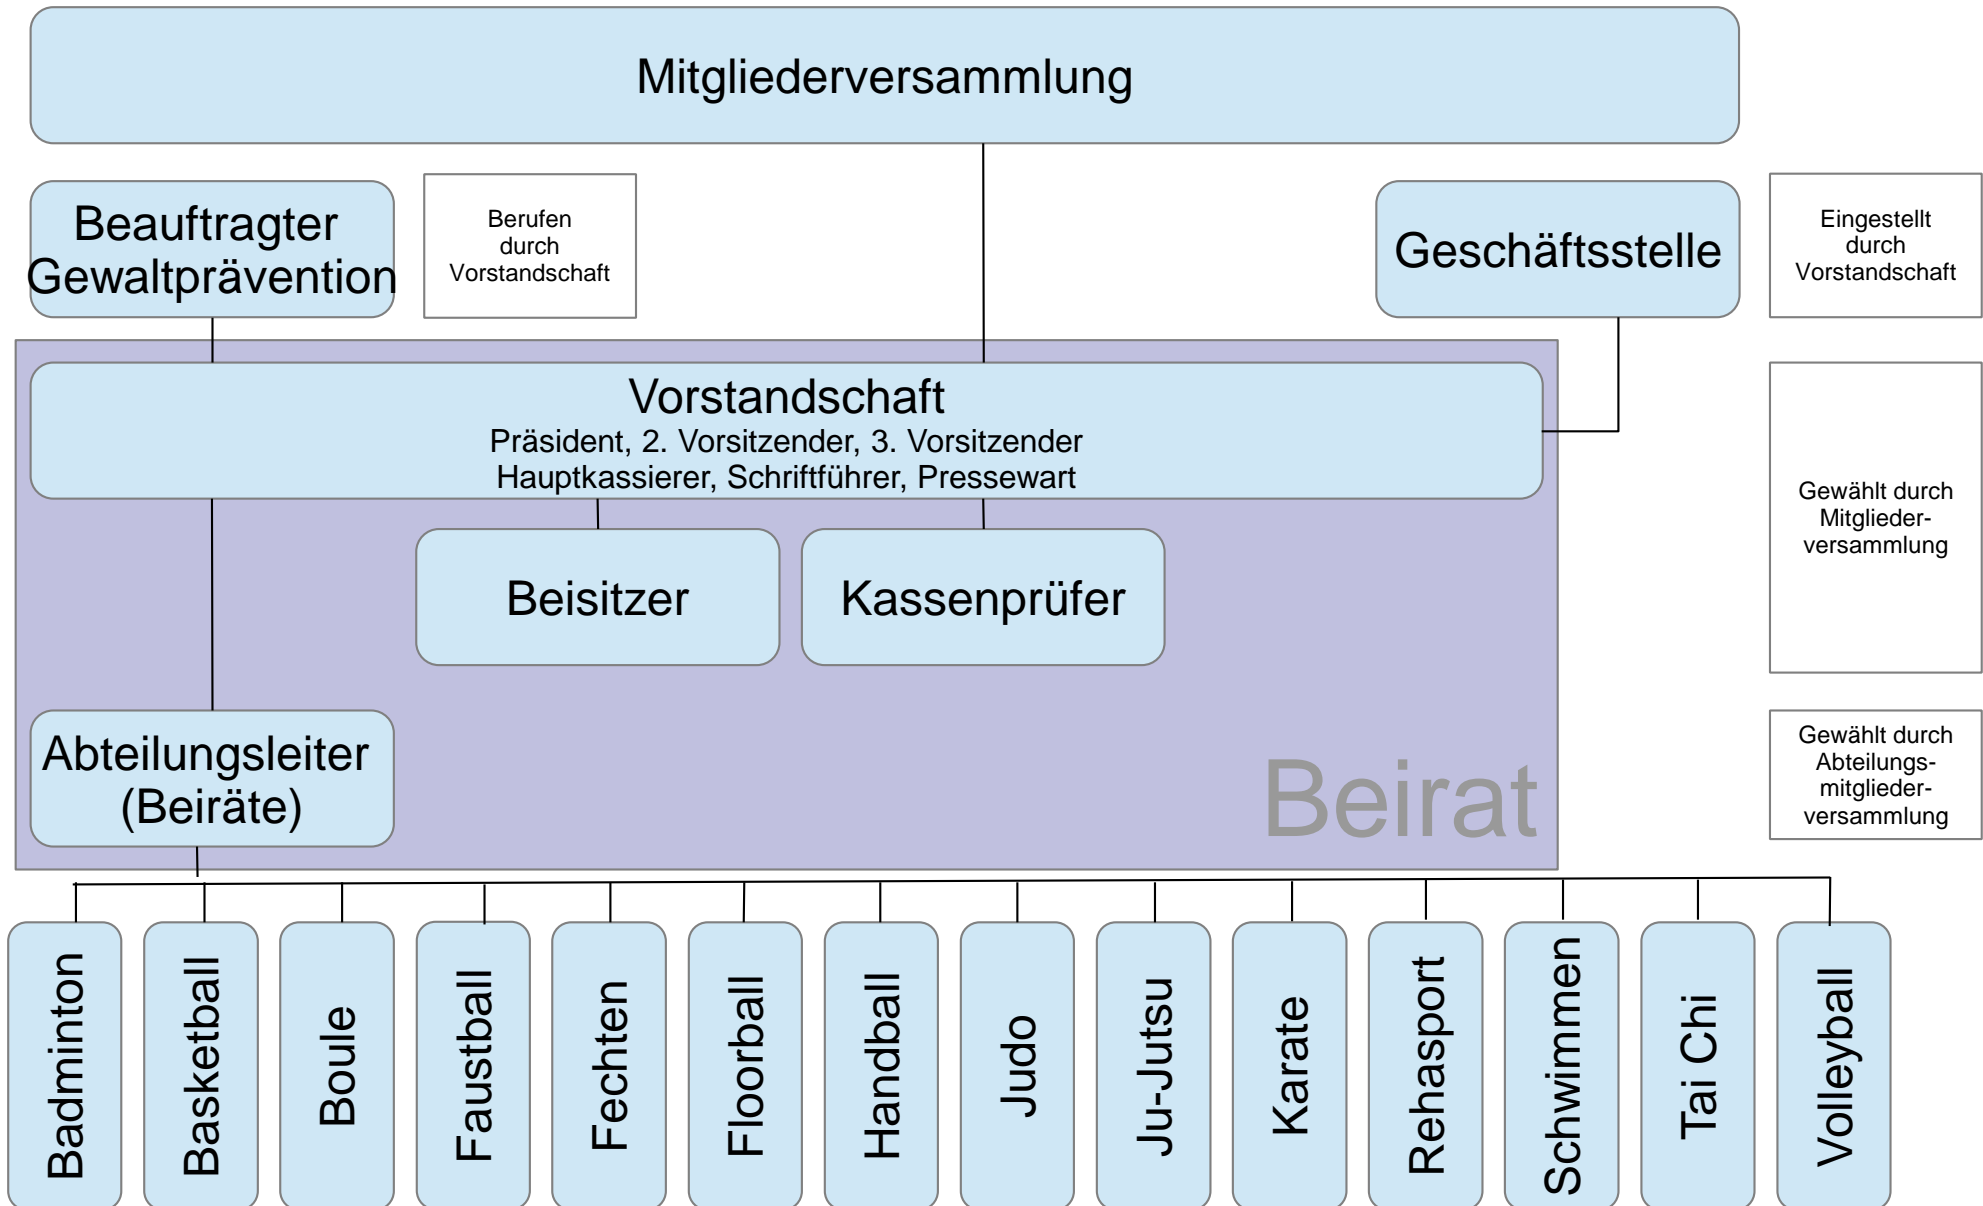 Mitgliederversammlung
Beauftragter
Gewaltprävention
Berufen
durch
Vorstandschaft
Geschäftsstelle
Eingestellt
durch
Vorstandschaft
Vorstandschaft
Präsident, 2. Vorsitzender, 3. Vorsitzender
Hauptkassierer, Schriftführer, Pressewart
Gewählt durch
Mitglieder-
versammlung
Beisitzer
Kassenprüfer
Abteilungsleiter
(Beiräte)
Beirat
Gewählt durch
Abteilungs-
mitglieder-
versammlung
Badminton
Basketball
Boule
Faustball
Fechten
Floorball
Handball
Judo
Ju-Jutsu
Karate
Rehasport
Schwimmen
Tai Chi
Volleyball